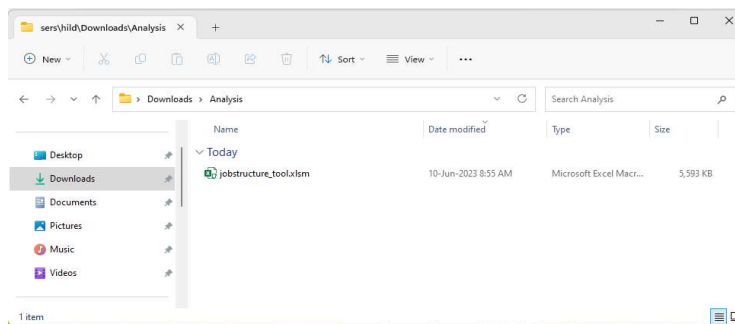 sers\hild\Downloads\Analysis
New Sort View
Downloads Analysis Search Analysis
Name Date modified Type Size
Today
jobstructure_tool.xlsm 10-Jun-2023 8:55 AM Microsoft Excel Macr... 5,593 KB
Desktop
Downloads
Documents
Pictures
Music
Videos
1 item